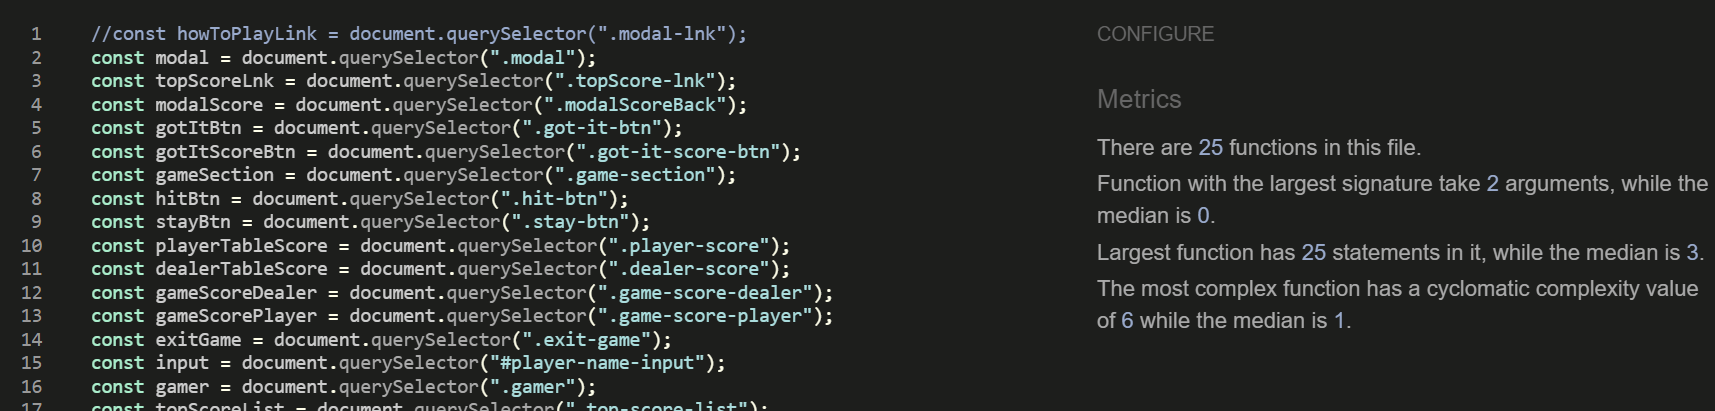 1 //const howToPlayLink = document.querySelector(".modal-lnk");
2 const modal = document.querySelector(".modal");
3 const topScoreLnk = document.querySelector(".topScore-lnk");
4 const modalScore = document.querySelector(".modalScoreBack");
5 const gotItBtn = document.querySelector(".got-it-btn");
6 const gotItScoreBtn = document.querySelector(".got-it-score-btn");
7 const gameSection = document.querySelector(".game-section");
8 const hitBtn = document.querySelector(".hit-btn");
9 const stayBtn = document.querySelector(".stay-btn");
10 const playerTableScore = document.querySelector(".player-score");
11 const dealerTableScore = document.querySelector(".dealer-score");
12 const gameScoreDealer = document.querySelector(".game-score-dealer");
13 const gameScorePlayer = document.querySelector(".game-score-player");
14 const exitGame = document.querySelector(".exit-game");
15 const input = document.querySelector("#player-name-input");
16 const gamer = document.querySelector(".gamer");
17 const topScoreList = document.querySelector(".top-score-list");
CONFIGURE
Metrics
There are 25 functions in this file.
Function with the largest signature take 2 arguments, while the
median is 0.
Largest function has 25 statements in it, while the median is 3.
The most complex function has a cyclomatic complexity value
of 6 while the median is 1.